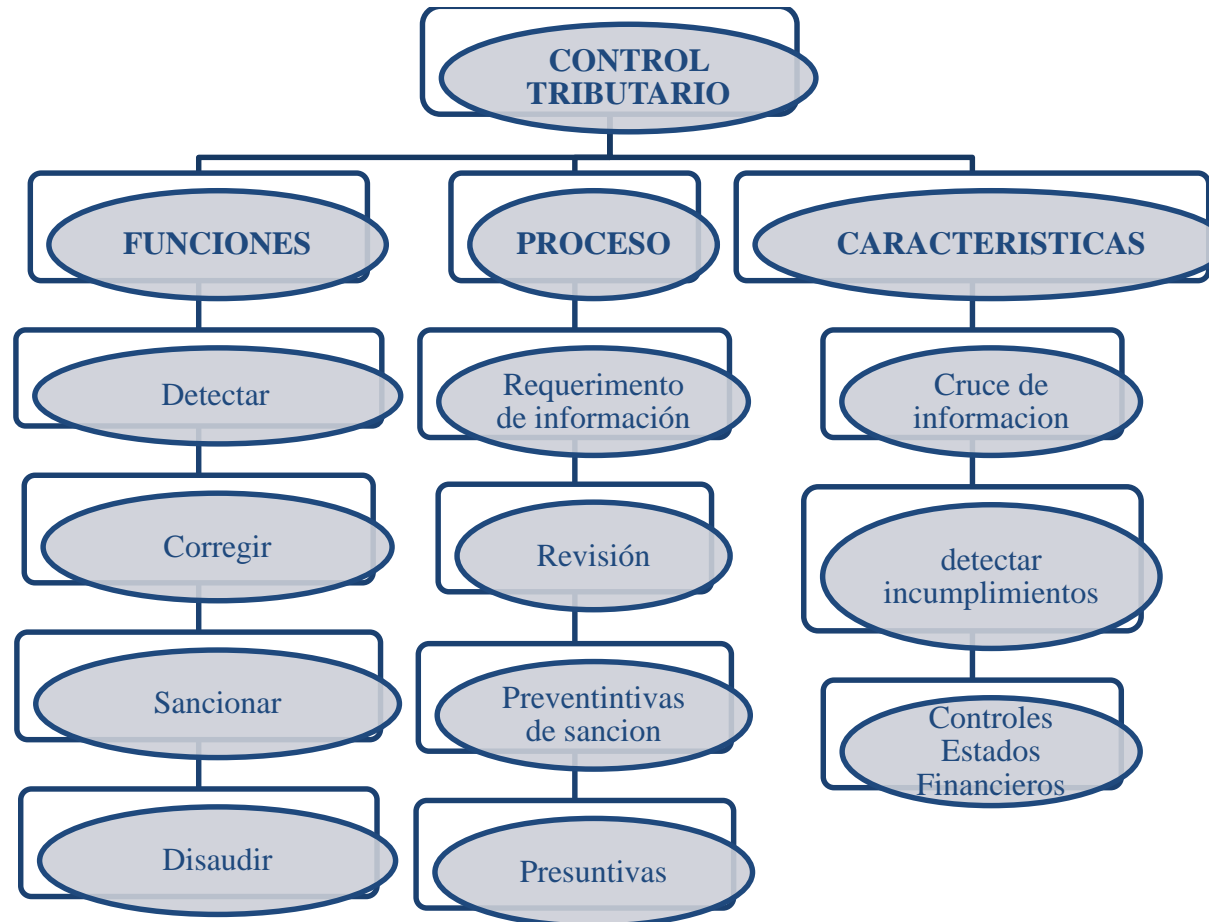 CONTROL
TRIBUTARIO
FUNCIONES
Detectar
Corregir
Sancionar
Disaudir
PROCESO
Requerimento
de información
Revisión
Preventintivas
de sancion
Presuntivas
CARACTERISTICAS
Cruce de
informacion
detectar
incumplimientos
Controles
Estados
Financieros